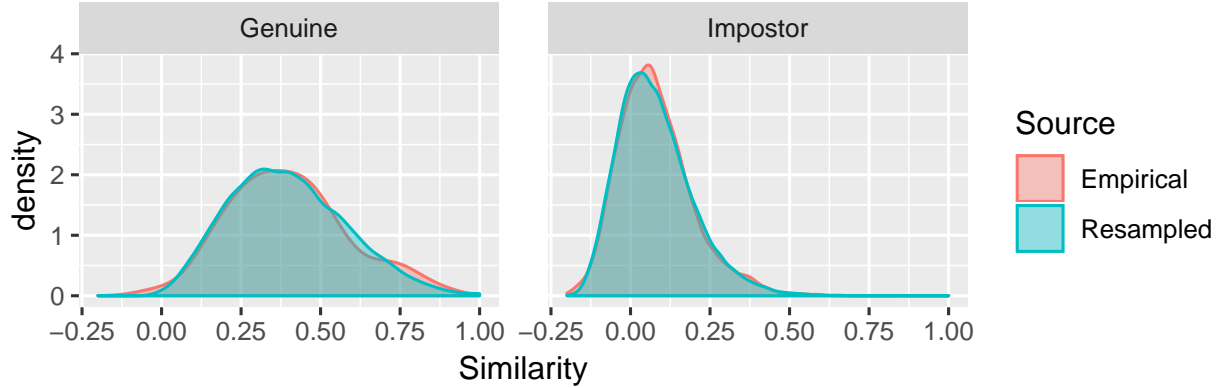 Genuine
Impostor
density
4
3
2
1
0
−0.25 0.00 0.25 0.50 0.75 1.00
−0.25 0.00 0.25 0.50 0.75 1.00
Similarity
Source
Empirical
Resampled